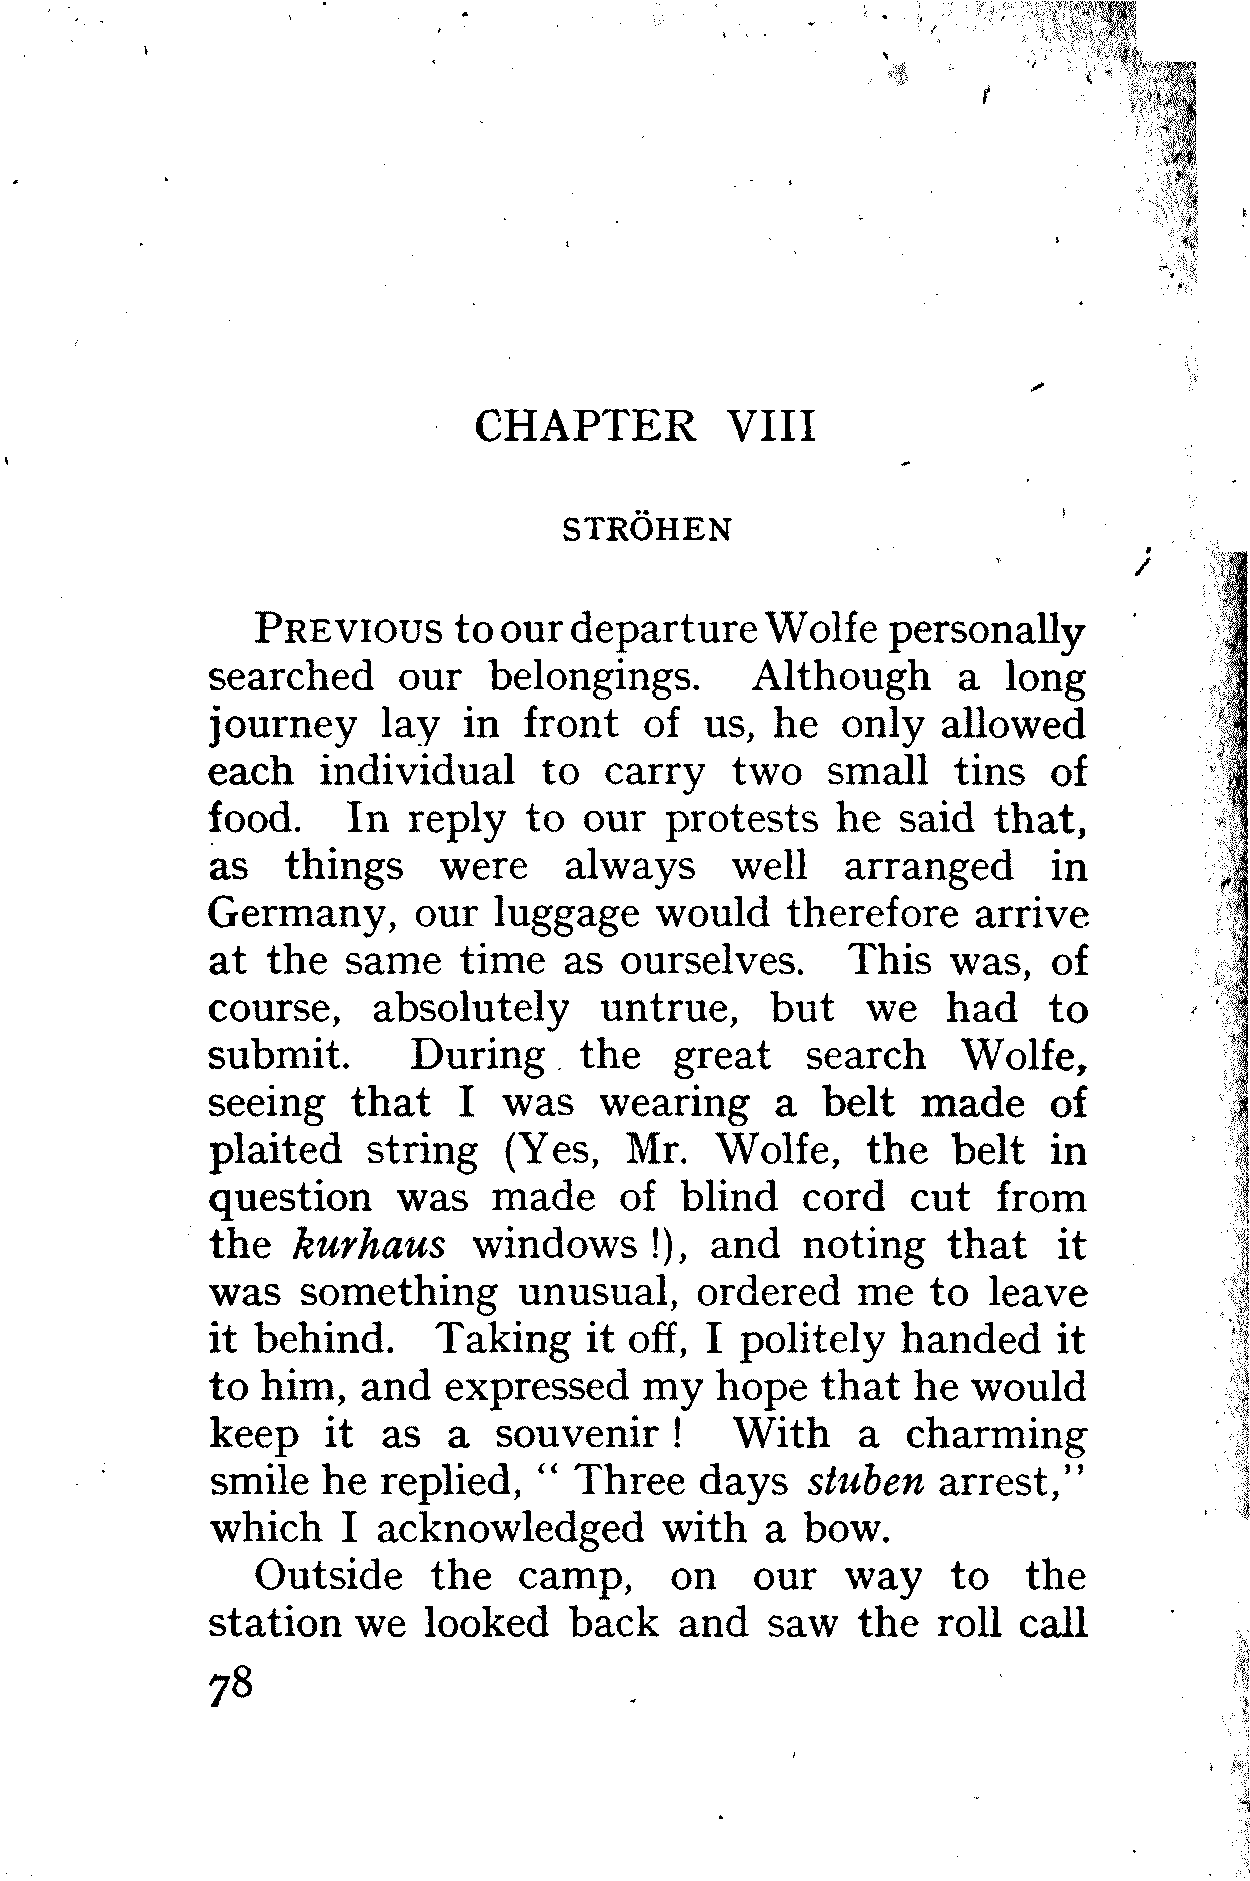 CHAPTER VIII
STRÖHEN
PREVIOUS to our departure Wolfe personally
searched our belongings. Although a long
journey lay in front of us, he only allowed
each individual to carry two small tins of
food. In reply to our protests he said that,
as things were always well arranged in
Germany, our luggage would therefore arrive
at the same time as ourselves. This was, of
course, absolutely untrue, but we had to
submit. During the great search Wolfe,
seeing that I was wearing a belt made of
plaited string (Yes, Mr. Wolfe, the belt in
question was made of blind cord cut from
the kurhaus windows !), and noting that it
was something unusual, ordered me to leave
it behind. Taking it off, I politely handed it
to him, and expressed my hope that he would
keep it as a souvenir ! With a charming
smile he replied, “ Three days stuben arrest,”
which I acknowledged with a bow.
Outside the camp, on our way to the
station we looked back and saw the roll call
78